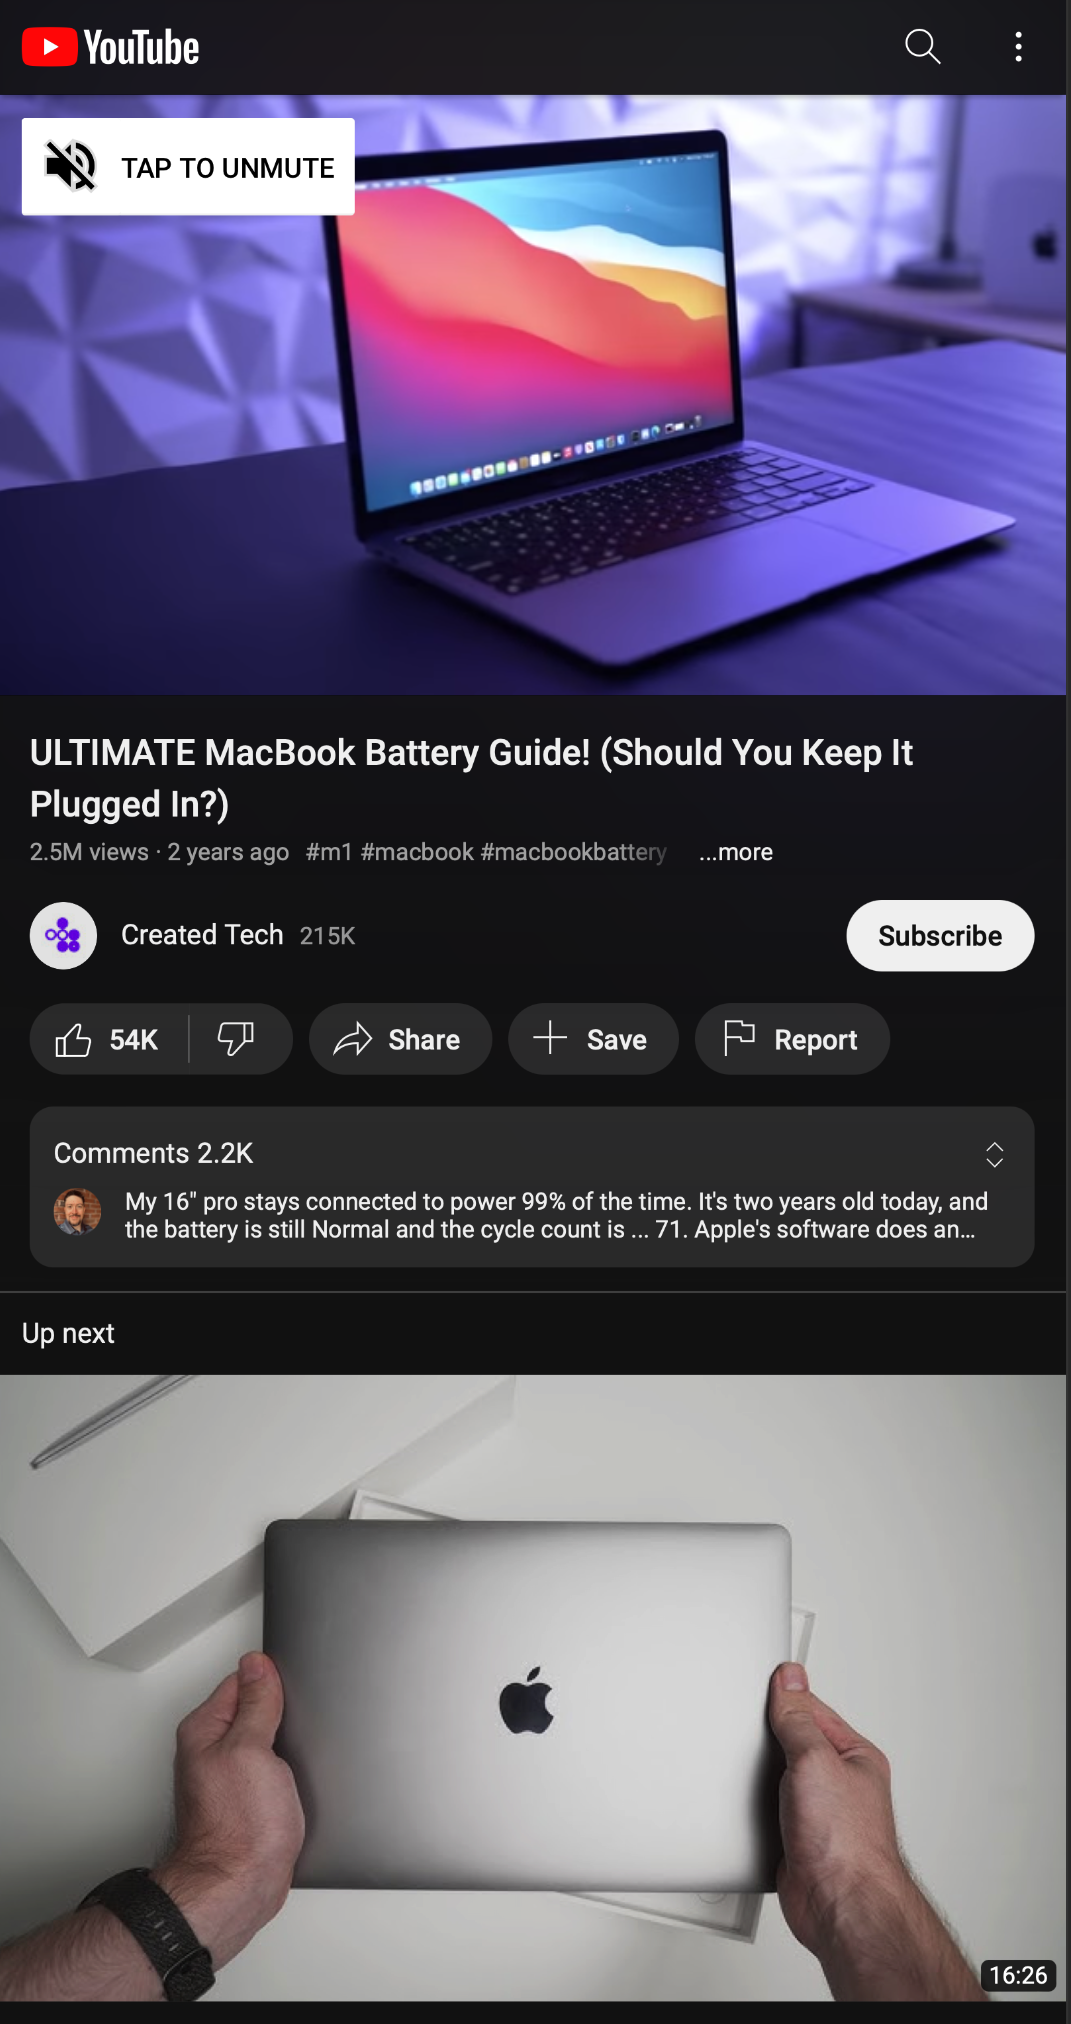 YouTube
TAP TO UNMUTE
ULTIMATE MacBook Battery Guide! (Should You Keep It
Plugged In?)
2.5M views · 2 years ago #m1 #macbook #macbookbattery ...more
Created Tech 215K
Subscribe
54K
Share
Save
Report
Comments 2.2K
My 16" pro stays connected to power 99% of the time. It's two years old today, and
the battery is still Normal and the cycle count is ... 71. Apple's software does an...
Up next
16:26